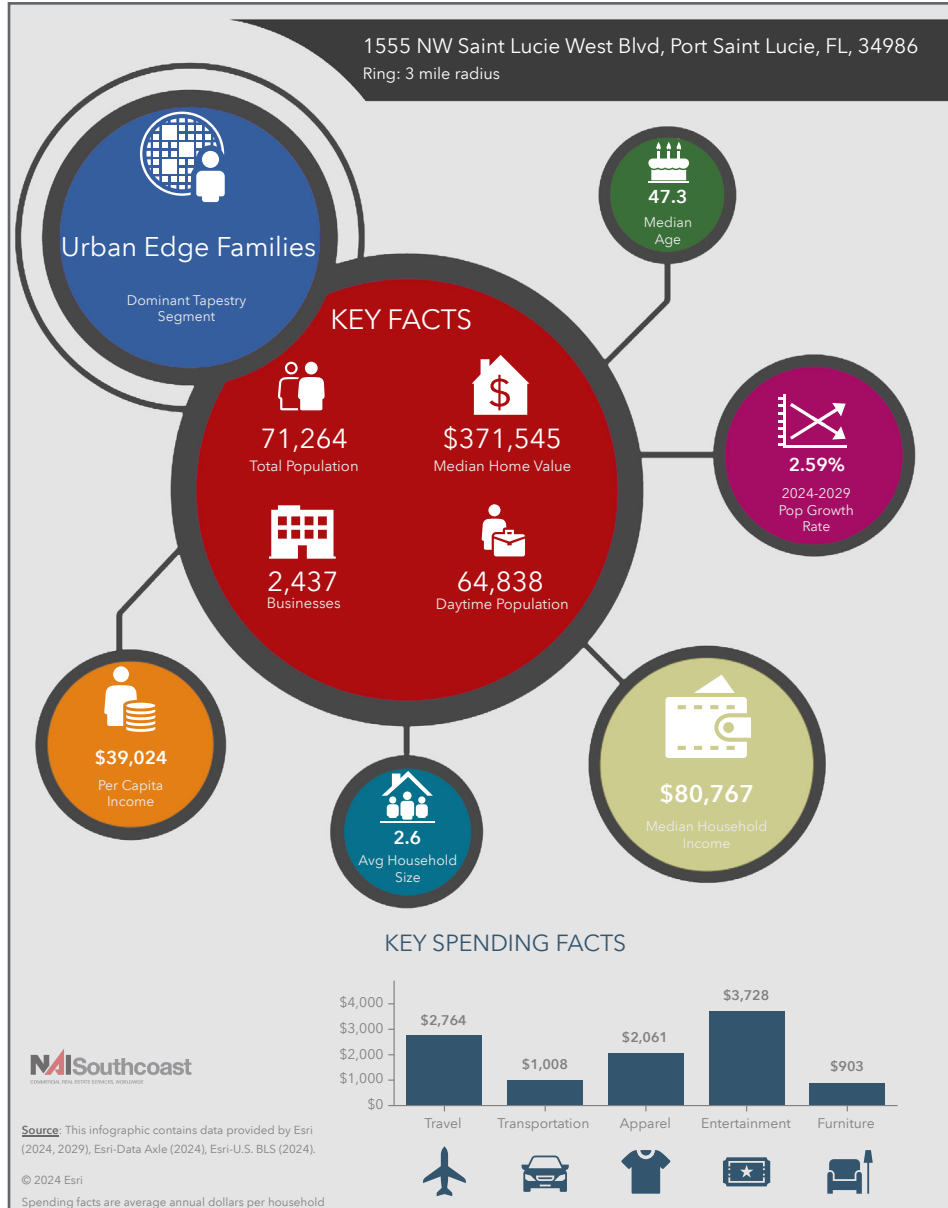 1555 NW Saint Lucie West Blvd, Port Saint Lucie, FL, 34986
Ring: 3 mile radius
Urban Edge Families
Dominant Tapestry
Segment
47.3
Median
Age
KEY FACTS
71,264
Total Population
$371,545
Median Home Value
2,437
Businesses
64,838
Daytime Population
2.59%
2024-2029
Pop Growth
Rate
$39,024
Per Capita
Income
2.6
Avg Household
Size
$80,767
Median Household
Income
KEY SPENDING FACTS
$4,000
$3,000
$2,000
$1,000
$0
$2,764
$1,008
$2,061
$3,728
$903
Travel
Transportation
Apparel
Entertainment
Furniture
NAISouthcoast
COMMERCIAL REAL ESTATE SERVICES, WORLDWIDE
Source: This infographic contains data provided by Esri
(2024, 2029), Esri-Data Axle (2024), Esri-U.S. BLS (2024).
© 2024 Esri
Spending facts are average annual dollars per household